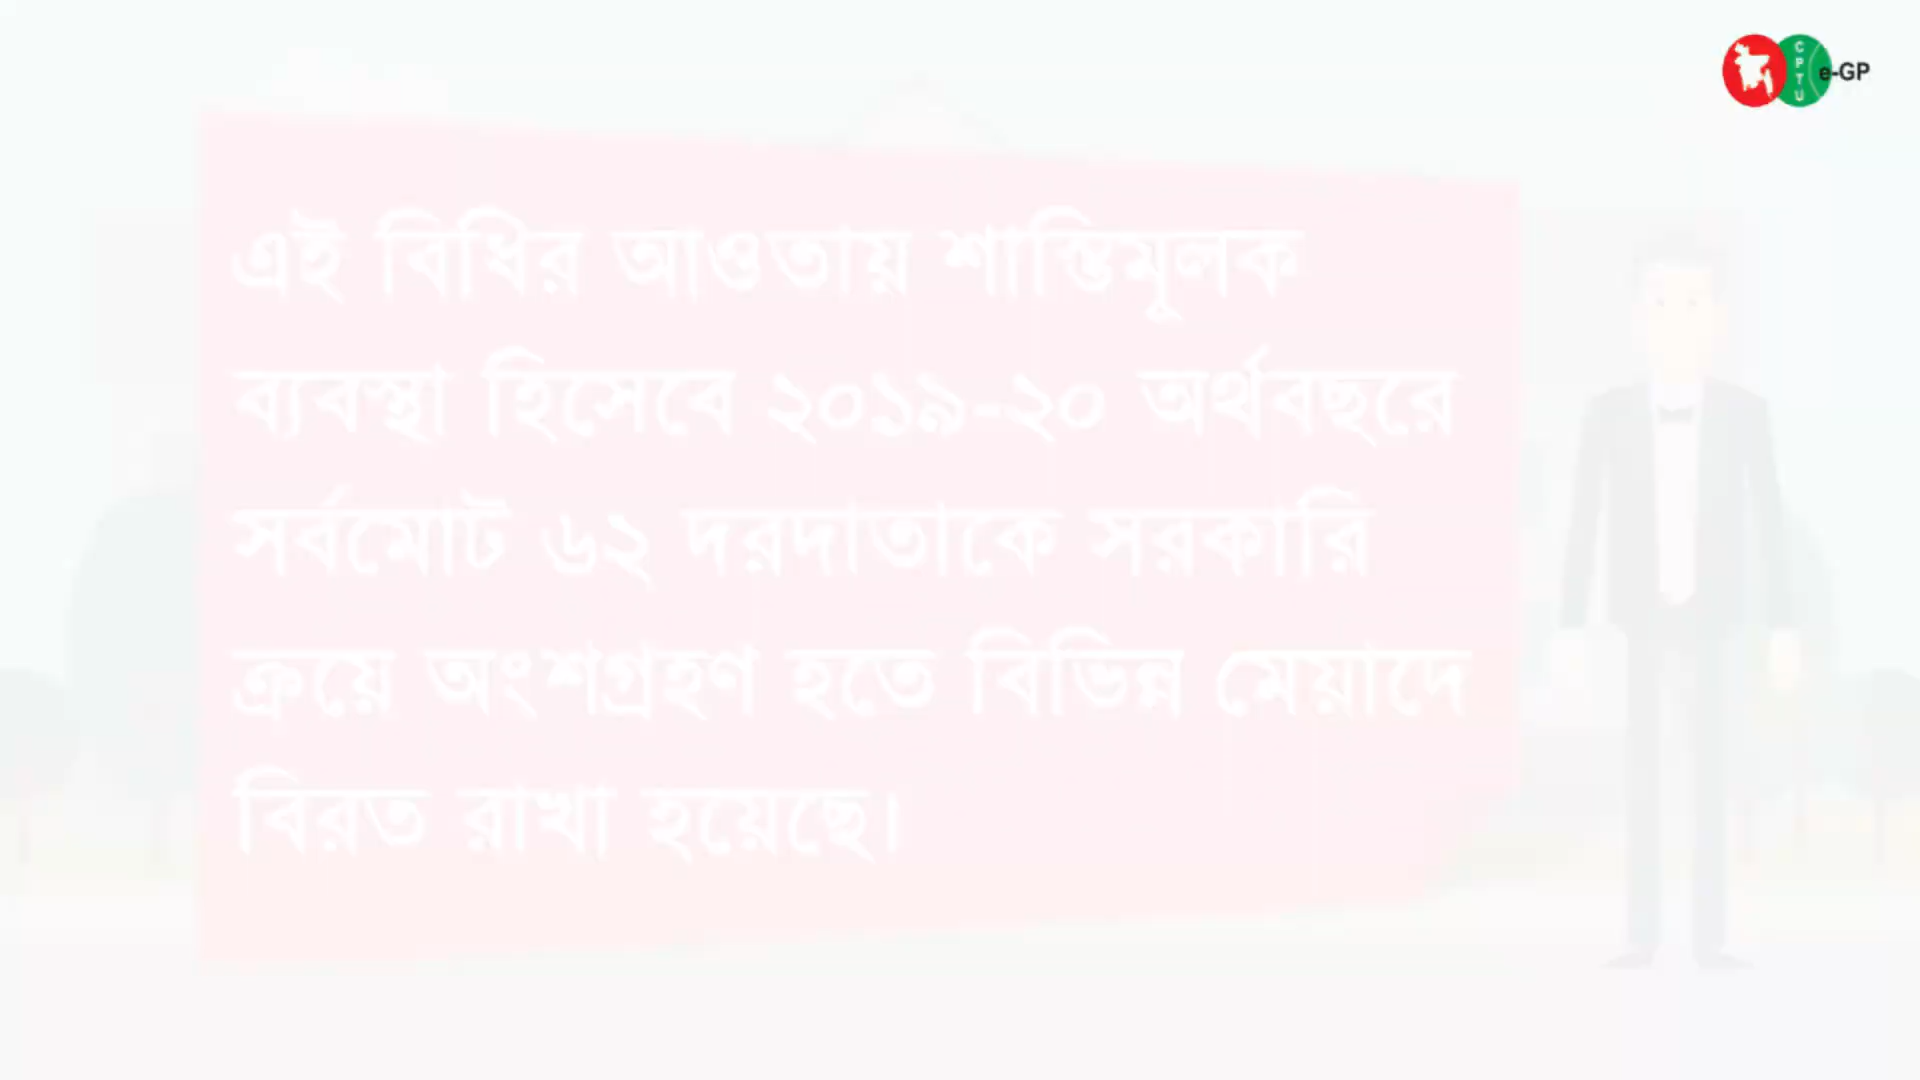 CPTU
e-GP
এই বিধির আওতায় শাস্তিমূলক
ব্যবস্থা হিসেবে ২০১৯-২০ অর্থবছরে
সর্বমোট ৬২ দরদাতাকে সরকারি
ক্রয়ে অংশগ্রহণ হতে বিভিন্ন মেয়াদে
বিরত রাখা হয়েছে।